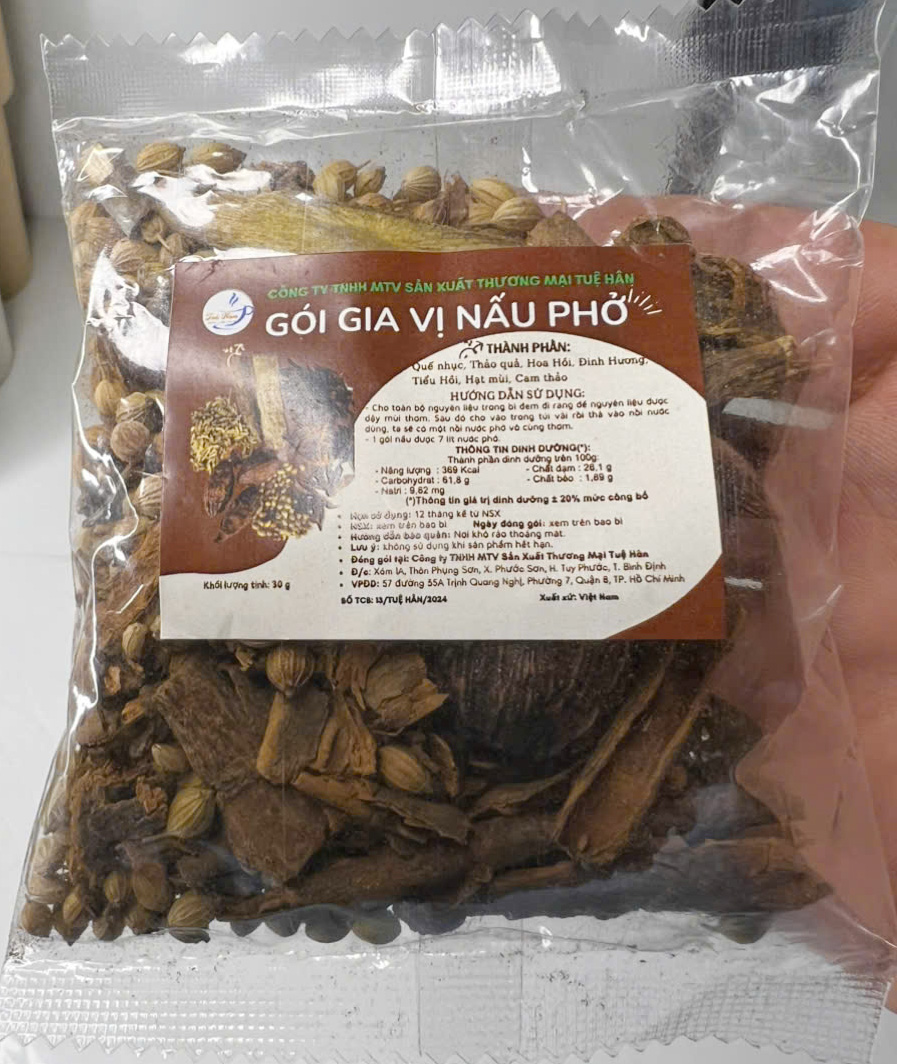 CÔNG TY TNHH MTV SẢN XUẤT THƯƠNG MẠI TUỆ HÂN
Tuệ Hân
GÓI GIA VỊ NẤU PHỞ
THÀNH PHẦN:
Quế nhục, Thảo quả, Hoa Hồi, Đinh Hương,
Tiểu Hồi, Hạt mùi, Cam thảo
HƯỚNG DẪN SỬ DỤNG:
- Cho toàn bộ nguyên liệu trong bì đem đi rang để nguyên liệu được
dậy mùi thơm. Sau đó cho vào trong túi vải rồi thả vào nồi nước
dùng, ta sẽ có một nồi nước phở vô cùng thơm.
- 1 gói nấu được 7 lít nước phở.
THÔNG TIN DINH DƯỠNG(*):
Thành phần dinh dưỡng trên 100g:
- Năng lượng : 369 Kcal - Chất đạm : 26,1 g
- Carbohydrat : 61,8 g - Chất béo : 1,89 g
- Natri : 9,62 mg
(*)Thông tin giá trị dinh dưỡng ± 20% mức công bố
• Hạn sử dụng: 12 tháng kể từ NSX
• NSX: xem trên bao bì Ngày đóng gói: xem trên bao bì
• Hướng dẫn bảo quản: Nơi khô ráo thoáng mát.
• Lưu ý: không sử dụng khi sản phẩm hết hạn.
• Đóng gói tại: Công ty TNHH MTV Sản Xuất Thương Mại Tuệ Hân
• Đ/c: Xóm 1A, Thôn Phụng Sơn, X. Phước Sơn, H. Tuy Phước, T. Bình Định
• VPĐD: 57 đường 55A Trịnh Quang Nghị, Phường 7, Quận 8, TP. Hồ Chí Minh
Khối lượng tịnh: 30 g
SỐ TCB: 13/TUỆ HÂN/2024 Xuất xứ: Việt Nam